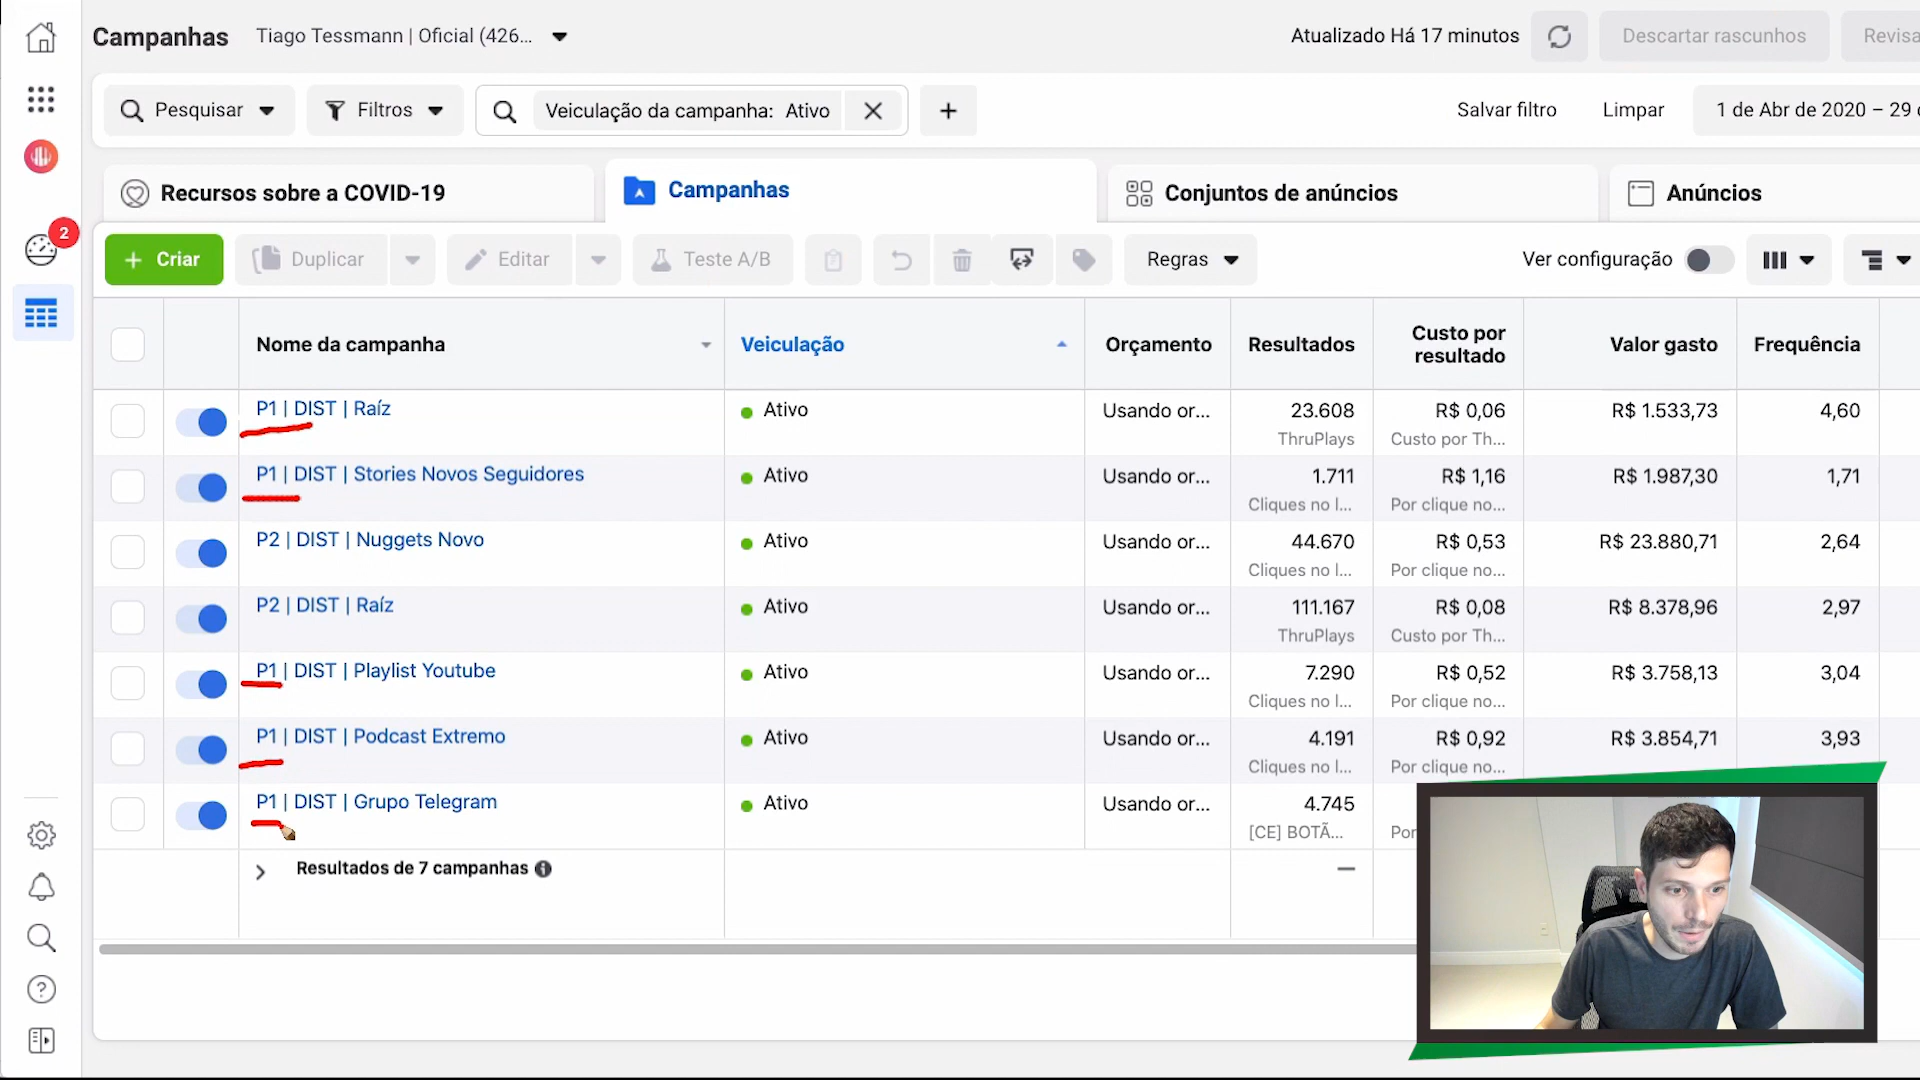 Campanhas
Tiago Tessmann | Oficial (426...
Atualizado Há 17 minutos
Descartar rascunhos
Revisa
Pesquisar
Filtros
Veiculação da campanha: Ativo
Salvar filtro
Limpar
1 de Abr de 2020 – 29
Recursos sobre a COVID-19
Campanhas
Conjuntos de anúncios
Anúncios
2
+ Criar
Duplicar
Editar
Teste A/B
Regras
Ver configuração
Nome da campanha
Veiculação
Orçamento
Resultados
Custo por resultado
Valor gasto
Frequência
P1 | DIST | Raíz
Ativo
Usando or...
23.608
R$ 0,06
R$ 1.533,73
4,60
ThruPlays
Custo por Th...
P1 | DIST | Stories Novos Seguidores
Ativo
Usando or...
1.711
R$ 1,16
R$ 1.987,30
1,71
Cliques no l...
Por clique no...
P2 | DIST | Nuggets Novo
Ativo
Usando or...
44.670
R$ 0,53
R$ 23.880,71
2,64
Cliques no l...
Por clique no...
P2 | DIST | Raíz
Ativo
Usando or...
111.167
R$ 0,08
R$ 8.378,96
2,97
ThruPlays
Custo por Th...
P1 | DIST | Playlist Youtube
Ativo
Usando or...
7.290
R$ 0,52
R$ 3.758,13
3,04
Cliques no l...
Por clique no...
P1 | DIST | Podcast Extremo
Ativo
Usando or...
4.191
R$ 0,92
R$ 3.854,71
3,93
Cliques no l...
Por clique no...
P1 | DIST | Grupo Telegram
Ativo
Usando or...
4.745
[CE] BOTÃ...
Por
Resultados de 7 campanhas
—